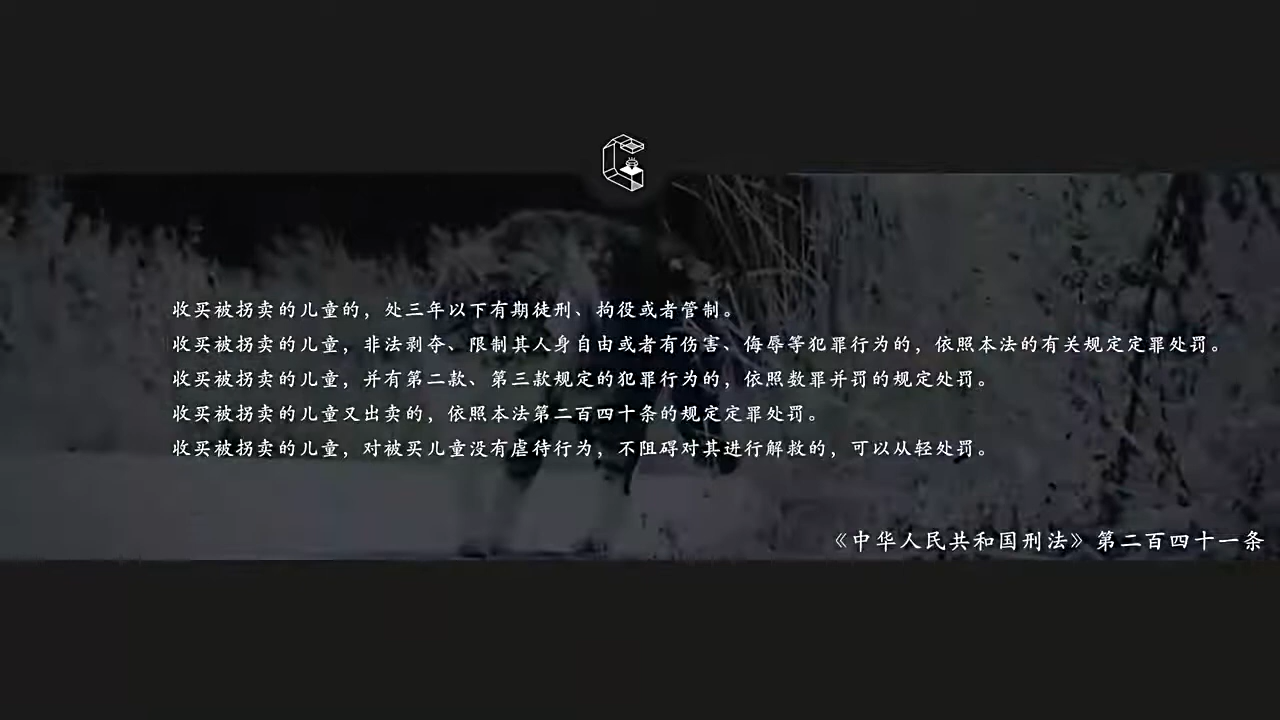 收买被拐卖的儿童的，处三年以下有期徒刑、拘役或者管制。
收买被拐卖的儿童，非法剥夺、限制其人身自由或者有伤害、侮辱等犯罪行为的，依照本法的有关规定定罪处罚。
收买被拐卖的儿童，并有第二款、第三款规定的犯罪行为的，依照数罪并罚的规定处罚。
收买被拐卖的儿童又出卖的，依照本法第二百四十条的规定定罪处罚。
收买被拐卖的儿童，对被买儿童没有虐待行为，不阻碍对其进行解救的，可以从轻处罚。
《中华人民共和国刑法》第二百四十一条